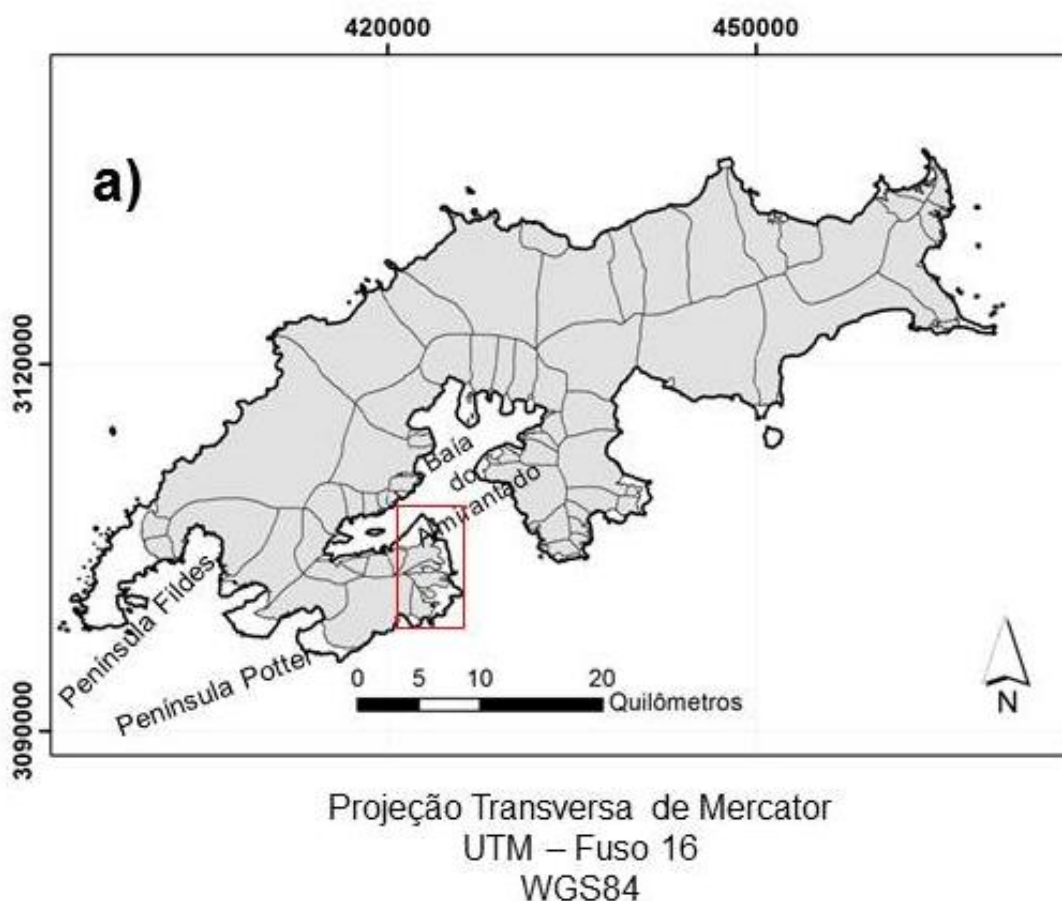 420000
450000
a)
3120000
Baía
do
Almirantado
Península Fildes
Península Potter
0
5
10
20
Quilômetros
N
3090000
Projeção Transversa de Mercator
UTM – Fuso 16
WGS84